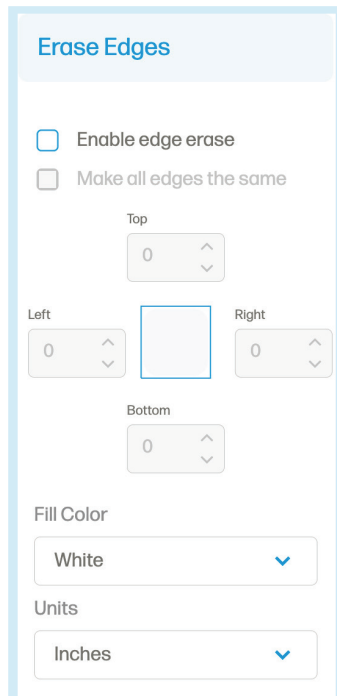 Erase Edges
Enable edge erase
Make all edges the same
Top
0
Left
Right
0
0
Bottom
0
Fill Color
White
Units
Inches